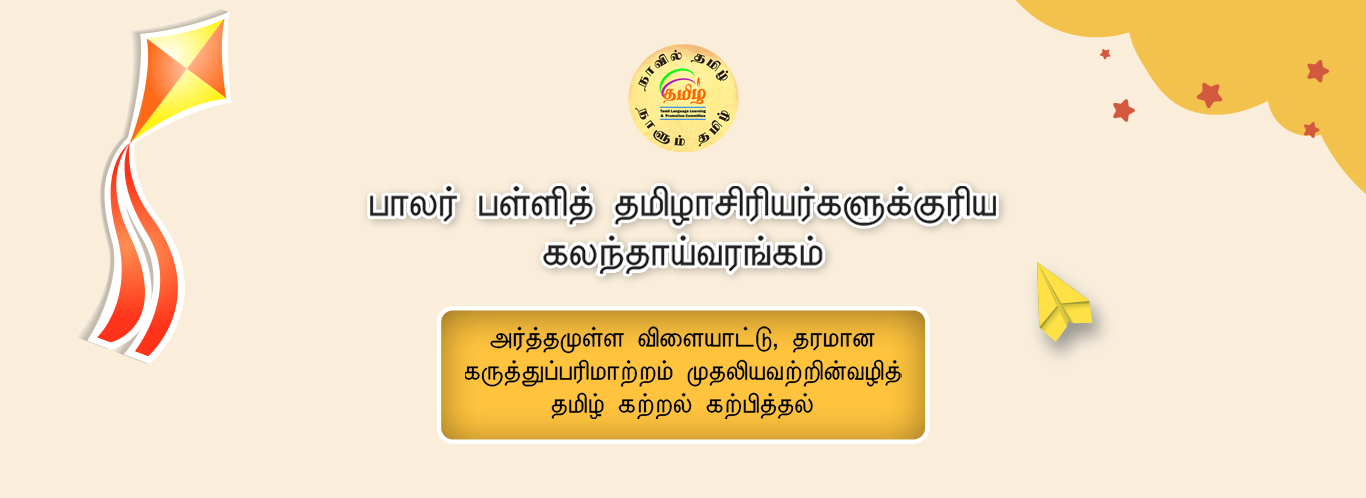 நாவில் தமிழ்
தமிழ்
Tamil Language Learning
& Promotion Committee
நாளும் தமிழ்
பாலர் பள்ளித் தமிழாசிரியர்களுக்குரிய
கலந்தாய்வரங்கம்
அர்த்தமுள்ள விளையாட்டு, தரமான
கருத்துப்பரிமாற்றம் முதலியவற்றின்வழித்
தமிழ் கற்றல் கற்பித்தல்